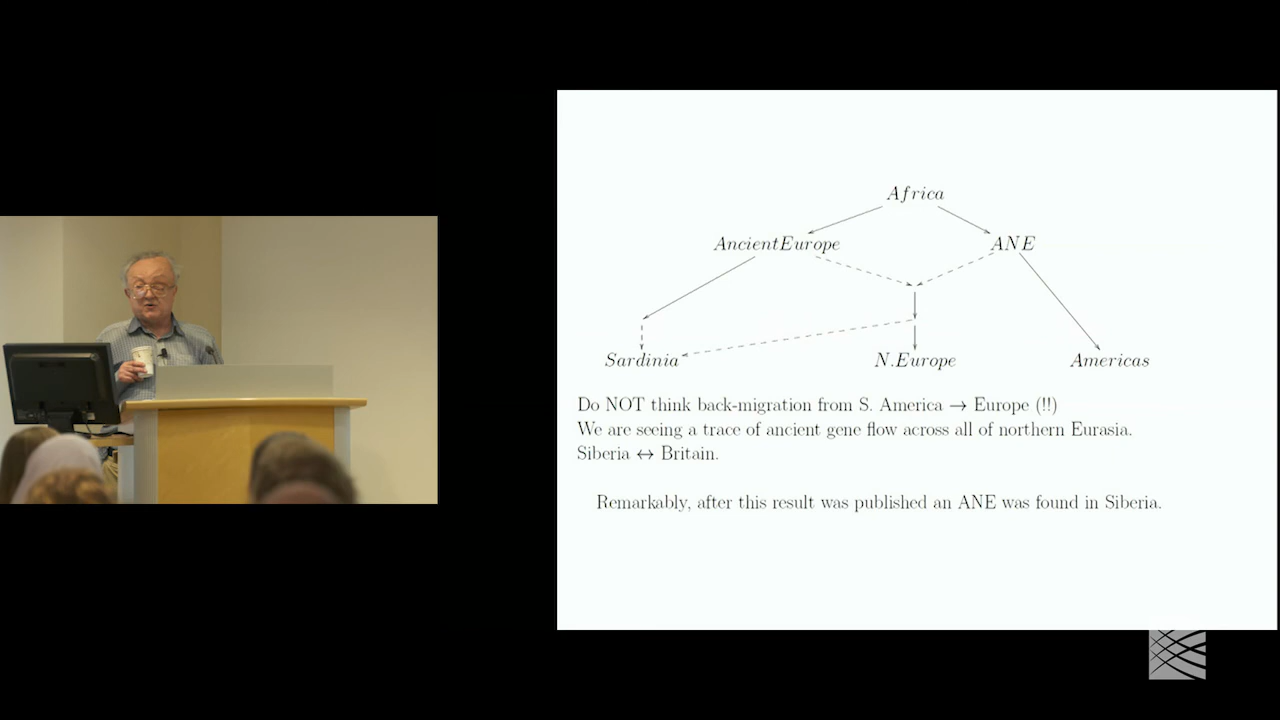 Africa
AncientEurope ANE
Sardinia N.Europe Americas
Do NOT think back-migration from S. America → Europe (!!)
We are seeing a trace of ancient gene flow across all of northern Eurasia.
Siberia ↔ Britain.
Remarkably, after this result was published an ANE was found in Siberia.